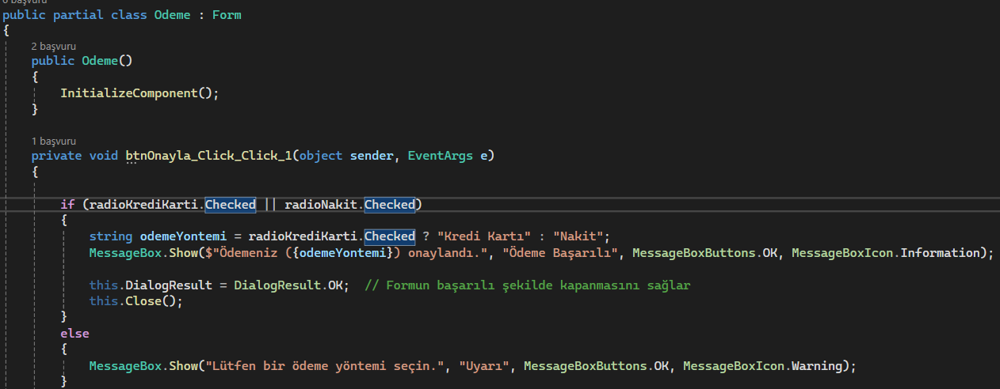 6 başvuru
public partial class Odeme : Form
{
2 başvuru
public Odeme()
{
InitializeComponent();
}
1 başvuru
private void btnOnayla_Click_Click_1(object sender, EventArgs e)
{
if (radioKrediKarti.Checked || radioNakit.Checked)
{
string odemeYontemi = radioKrediKarti.Checked ? "Kredi Kartı" : "Nakit";
MessageBox.Show($"Ödemeniz ({odemeYontemi}) onaylandı.", "Ödeme Başarılı", MessageBoxButtons.OK, MessageBoxIcon.Information);
this.DialogResult = DialogResult.OK;  // Formun başarılı şekilde kapanmasını sağlar
this.Close();
}
else
{
MessageBox.Show("Lütfen bir ödeme yöntemi seçin.", "Uyarı", MessageBoxButtons.OK, MessageBoxIcon.Warning);
}